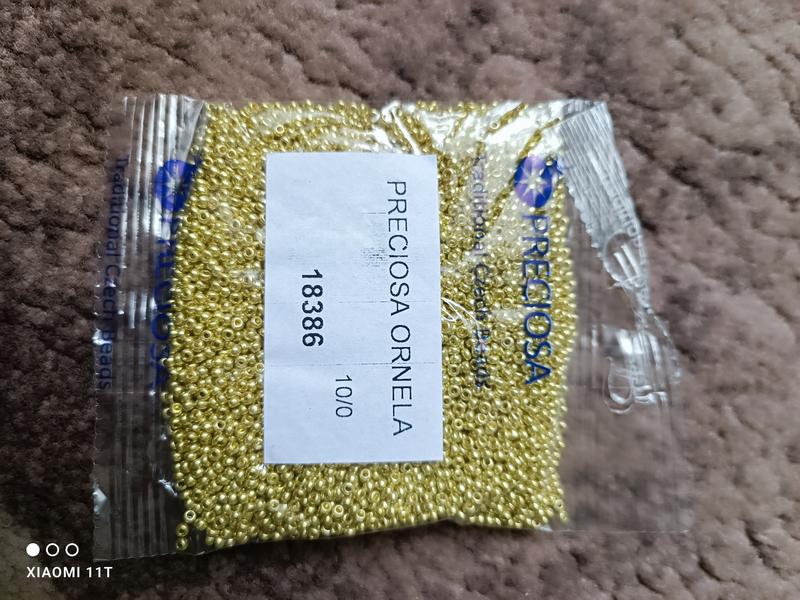 PRECIOSA ORNELA
10/0
18386
PRECIOSA
Traditional Czech Beads
PRECIOSA
Traditional Czech Beads
XIAOMI 11T